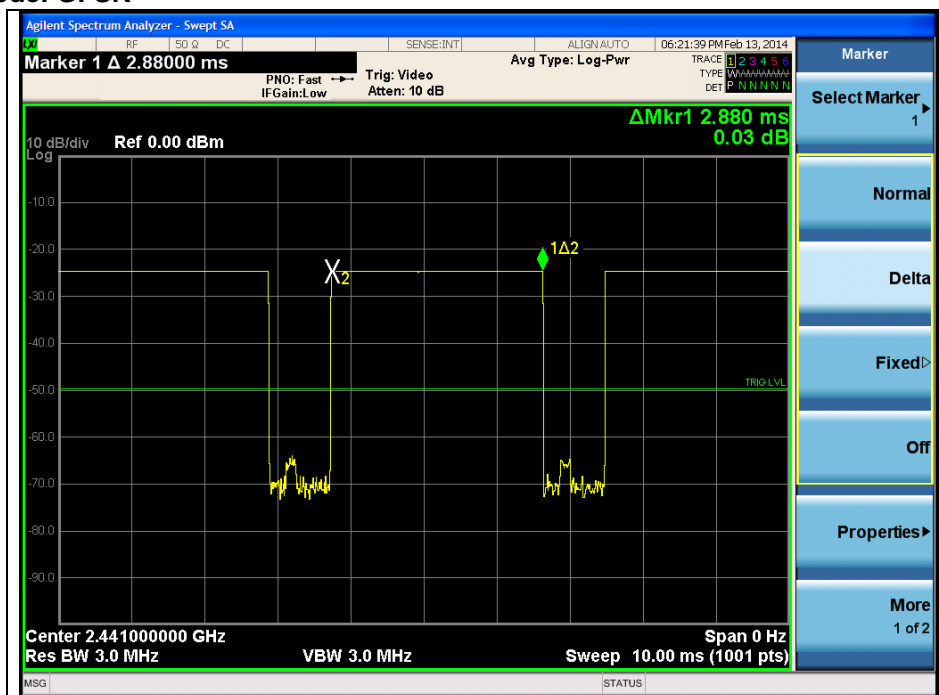 Agilent Spectrum Analyzer - Swept SA
LXI RF 50 Ω DC SENSE:INT ALIGN AUTO 06:21:39 PM Feb 13, 2014
Marker 1 Δ 2.88000 ms
PNO: Fast
IFGain:Low
Trig: Video
Atten: 10 dB
Avg Type: Log-Pwr
TRACE 1 2 3 4 5 6
TYPE
DET P N N N N N
ΔMkr1 2.880 ms
0.03 dB
10 dB/div Ref 0.00 dBm
Log
-10.0
-20.0
-30.0
-40.0
-50.0
-60.0
-70.0
-80.0
-90.0
2
1Δ2
TRIG LVL
Center 2.441000000 GHz
Span 0 Hz
Res BW 3.0 MHz
VBW 3.0 MHz
Sweep 10.00 ms (1001 pts)
MSG
STATUS
Marker
Select Marker
1
Normal
Delta
Fixed
Off
Properties
More
1 of 2